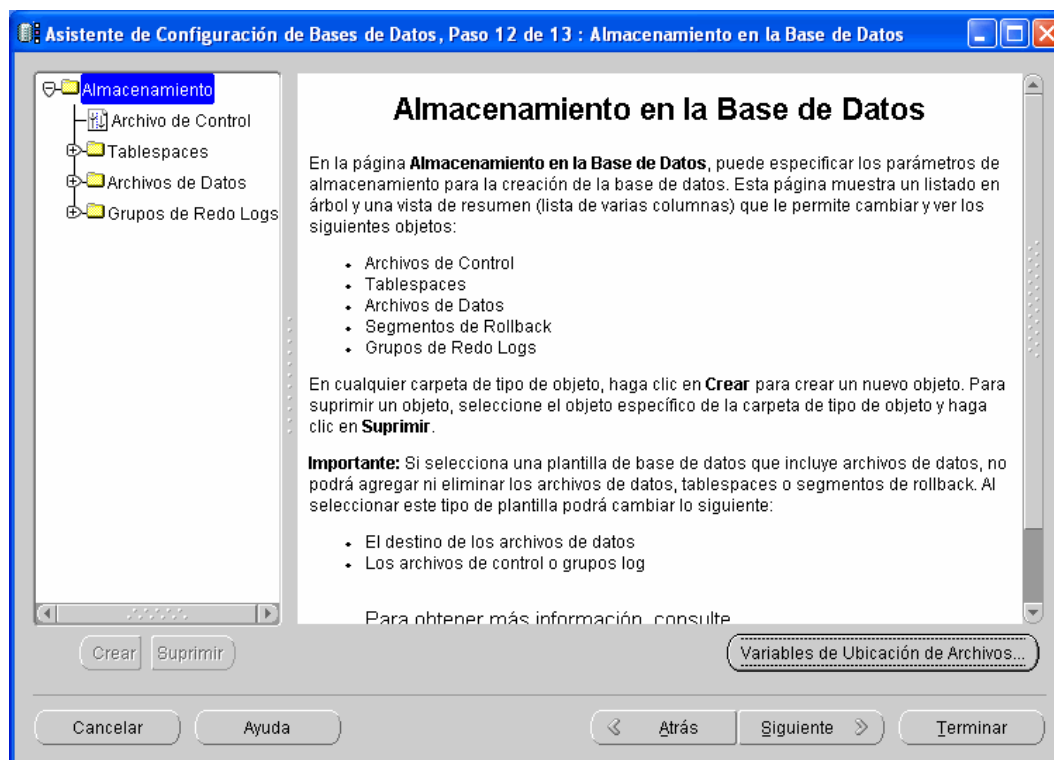 Asistente de Configuración de Bases de Datos, Paso 12 de 13 : Almacenamiento en la Base de Datos
Almacenamiento
Archivo de Control
Tablespaces
Archivos de Datos
Grupos de Redo Logs
Almacenamiento en la Base de Datos
En la página Almacenamiento en la Base de Datos, puede especificar los parámetros de
almacenamiento para la creación de la base de datos. Esta página muestra un listado en
árbol y una vista de resumen (lista de varias columnas) que le permite cambiar y ver los
siguientes objetos:
• Archivos de Control
• Tablespaces
• Archivos de Datos
• Segmentos de Rollback
• Grupos de Redo Logs
En cualquier carpeta de tipo de objeto, haga clic en Crear para crear un nuevo objeto. Para
suprimir un objeto, seleccione el objeto específico de la carpeta de tipo de objeto y haga
clic en Suprimir.
Importante: Si selecciona una plantilla de base de datos que incluye archivos de datos, no
podrá agregar ni eliminar los archivos de datos, tablespaces o segmentos de rollback. Al
seleccionar este tipo de plantilla podrá cambiar lo siguiente:
• El destino de los archivos de datos
• Los archivos de control o grupos log
Para obtener más información, consulte
Crear
Suprimir
Variables de Ubicación de Archivos...
Cancelar
Ayuda
Atrás
Siguiente
Terminar